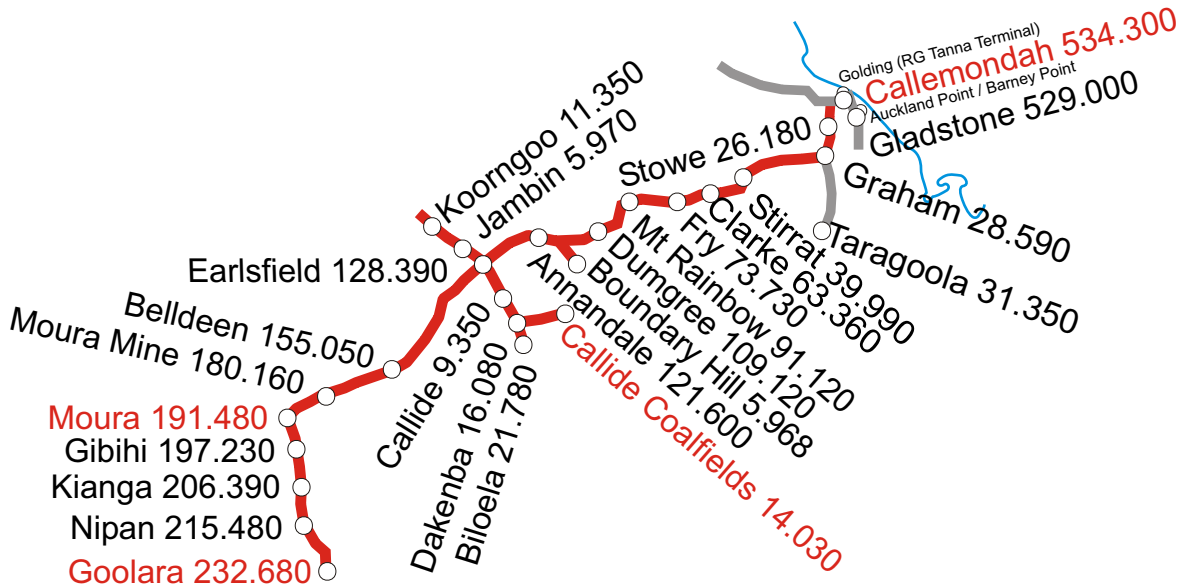 Golding (RG Tanna Terminal)
Callemondah 534.300
Auckland Point / Barney Point
Gladstone 529.000
Koorngoo 11.350
Jambin 5.970
Stowe 26.180
Graham 28.590
Taragoola 31.350
Stirrat 39.990
Clarke 63.360
Fry 73.730
Mt Rainbow 91.120
Dumgree 109.120
Boundary Hill 5.968
Annandale 121.600
Earlsfield 128.390
Belldeen 155.050
Moura Mine 180.160
Callide 9.350
Dakenba 16.080
Biloela 21.780
Callide Coalfields 14.030
Moura 191.480
Gibihi 197.230
Kianga 206.390
Nipan 215.480
Goolara 232.680